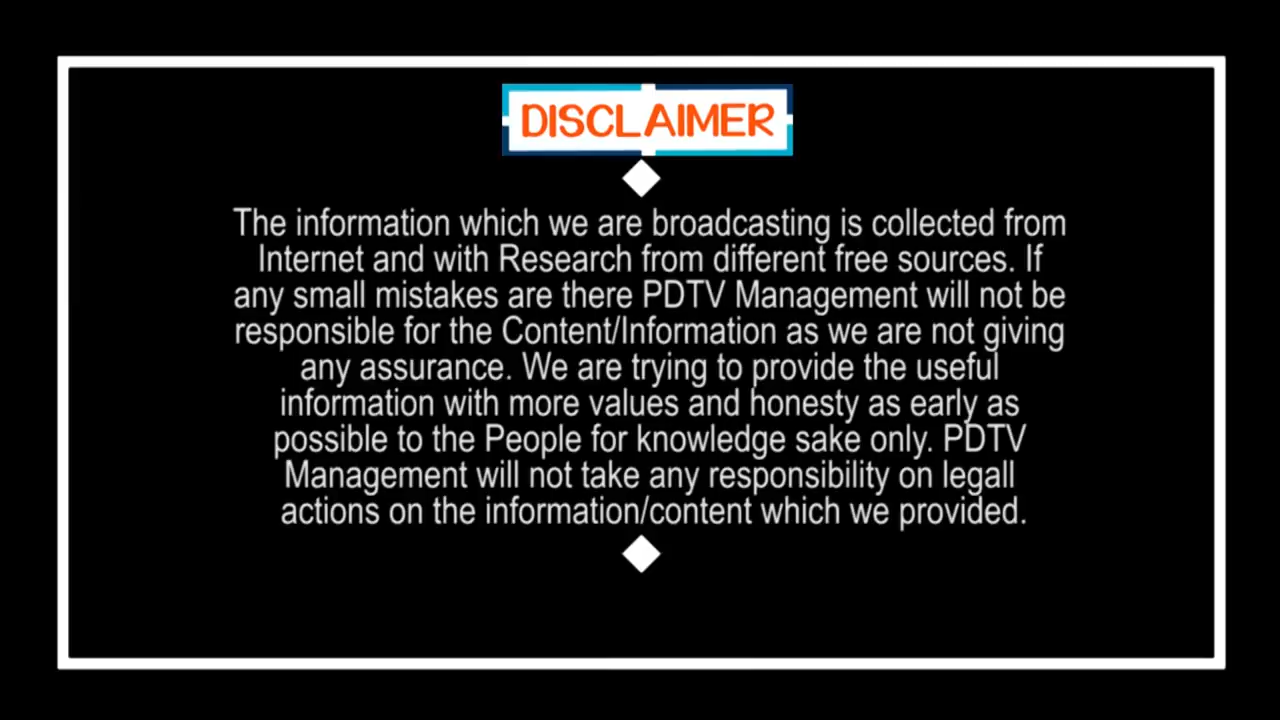 DISCLAIMER
The information which we are broadcasting is collected from
Internet and with Research from different free sources. If
any small mistakes are there PDTV Management will not be
responsible for the Content/Information as we are not giving
any assurance. We are trying to provide the useful
information with more values and honesty as early as
possible to the People for knowledge sake only. PDTV
Management will not take any responsibility on legall
actions on the information/content which we provided.